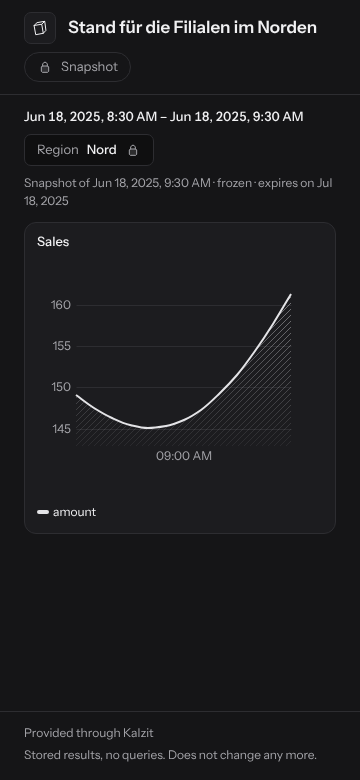 Stand für die Filialen im Norden
Snapshot
Jun 18, 2025, 8:30 AM – Jun 18, 2025, 9:30 AM
Region Nord
Snapshot of Jun 18, 2025, 9:30 AM · frozen · expires on Jul
18, 2025
Sales
160
155
150
145
09:00 AM
amount
Provided through Kalzit
Stored results, no queries. Does not change any more.